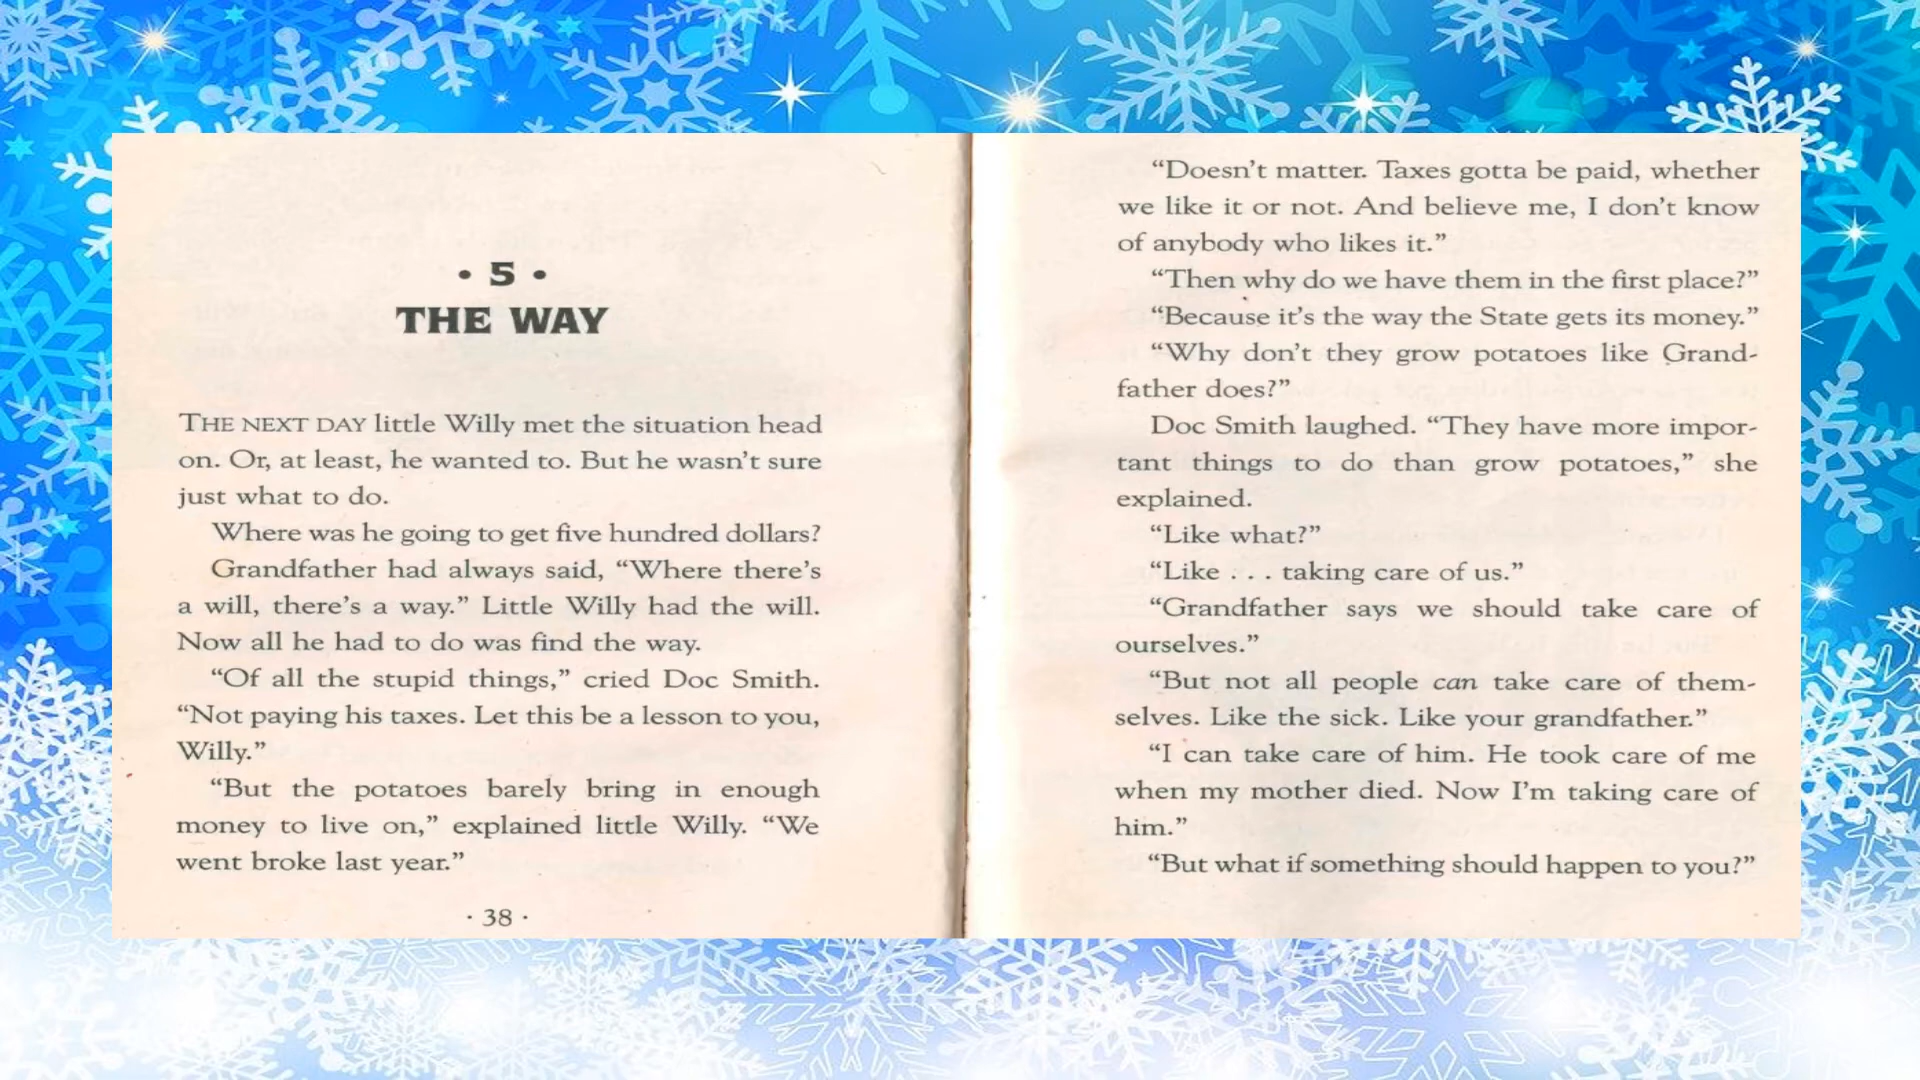 • 5 •
THE WAY
THE NEXT DAY little Willy met the situation head
on. Or, at least, he wanted to. But he wasn't sure
just what to do.
Where was he going to get five hundred dollars?
Grandfather had always said, “Where there's
a will, there's a way.” Little Willy had the will.
Now all he had to do was find the way.
“Of all the stupid things,” cried Doc Smith.
“Not paying his taxes. Let this be a lesson to you,
Willy.”
“But the potatoes barely bring in enough
money to live on,” explained little Willy. “We
went broke last year.”
· 38 ·
“Doesn't matter. Taxes gotta be paid, whether
we like it or not. And believe me, I don't know
of anybody who likes it.”
“Then why do we have them in the first place?”
“Because it's the way the State gets its money.”
“Why don't they grow potatoes like Grand-
father does?”
Doc Smith laughed. “They have more impor-
tant things to do than grow potatoes,” she
explained.
“Like what?”
“Like . . . taking care of us.”
“Grandfather says we should take care of
ourselves.”
“But not all people can take care of them-
selves. Like the sick. Like your grandfather.”
“I can take care of him. He took care of me
when my mother died. Now I'm taking care of
him.”
“But what if something should happen to you?”